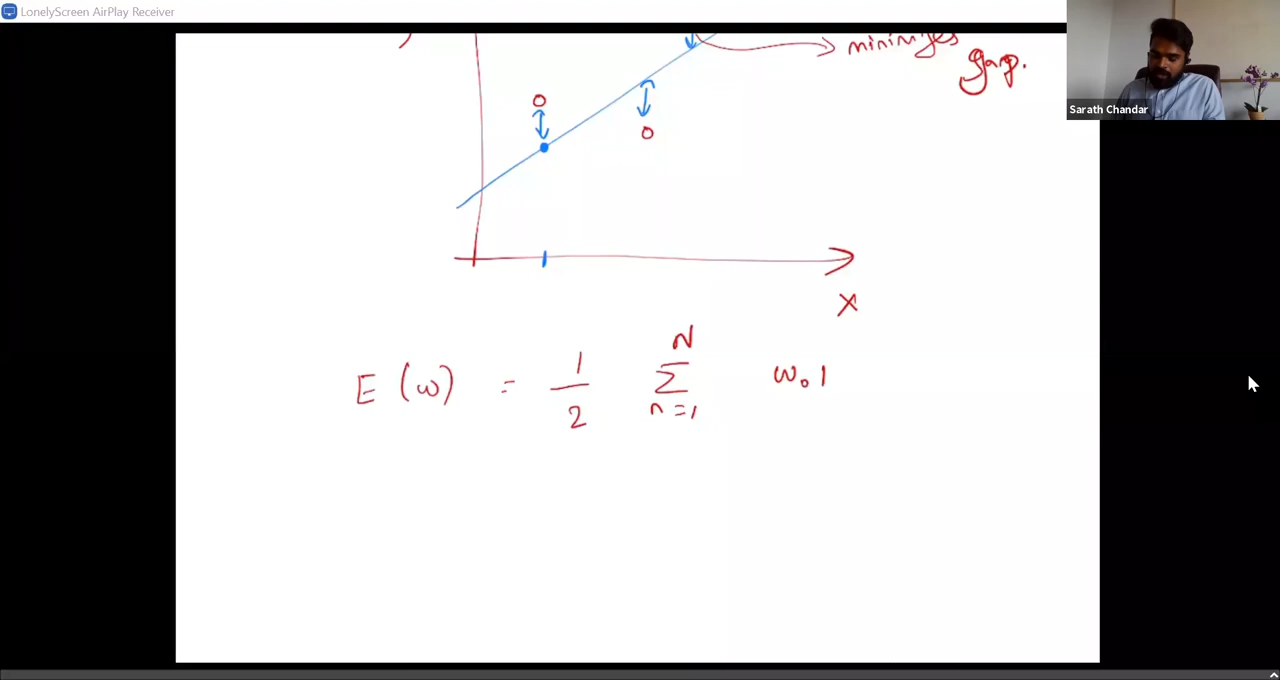 LonelyScreen AirPlay Receiver
minimizes
gap.
Sarath Chandar
x
E (w) = 1/2 N Σ n=1 w₀ 1